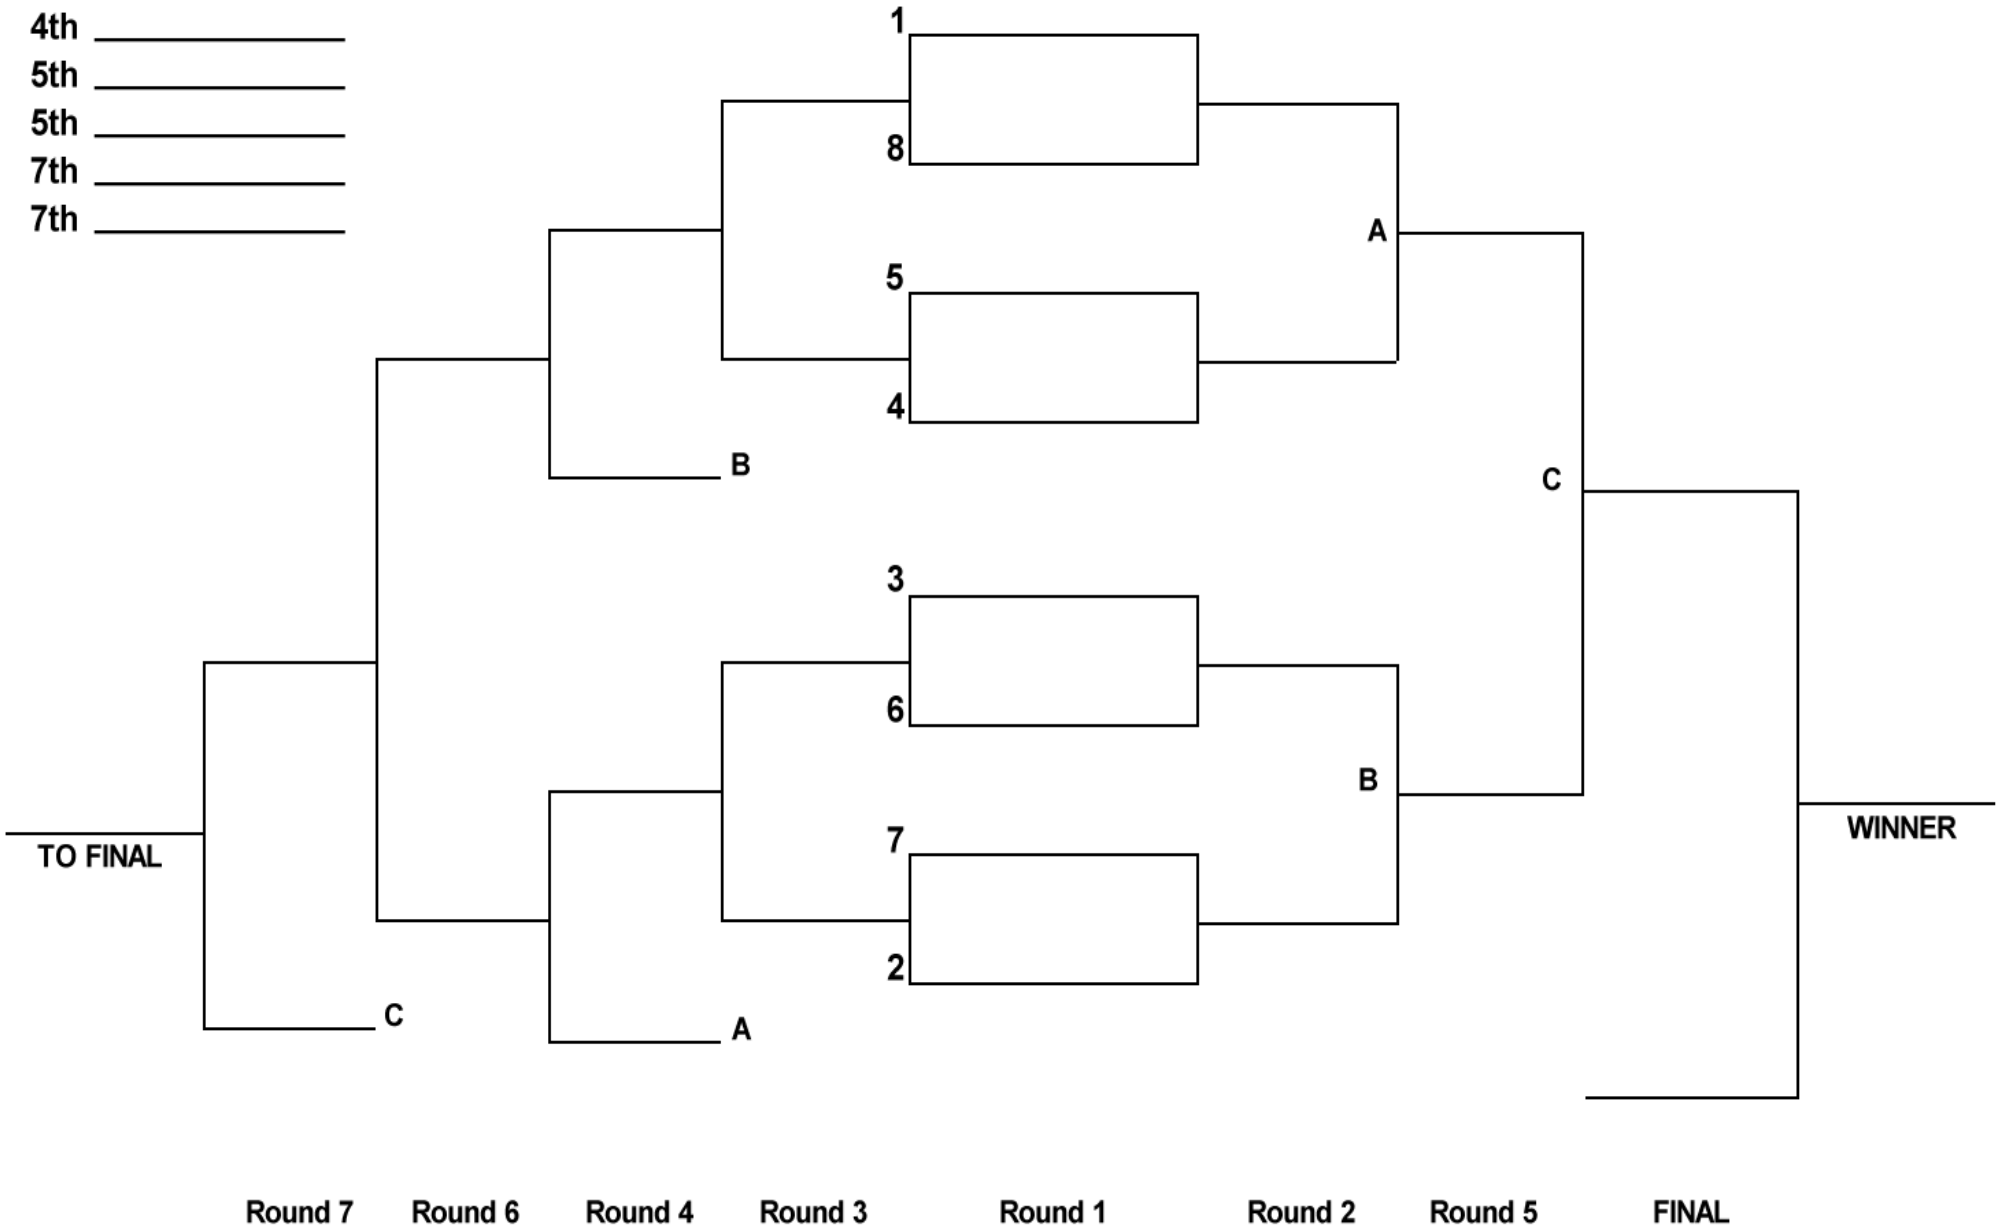 4th
5th
5th
7th
7th
1
8
A
5
4
B
C
3
6
B
7
WINNER
TO FINAL
2
C
A
Round 7 Round 6 Round 4 Round 3 Round 1 Round 2 Round 5 FINAL